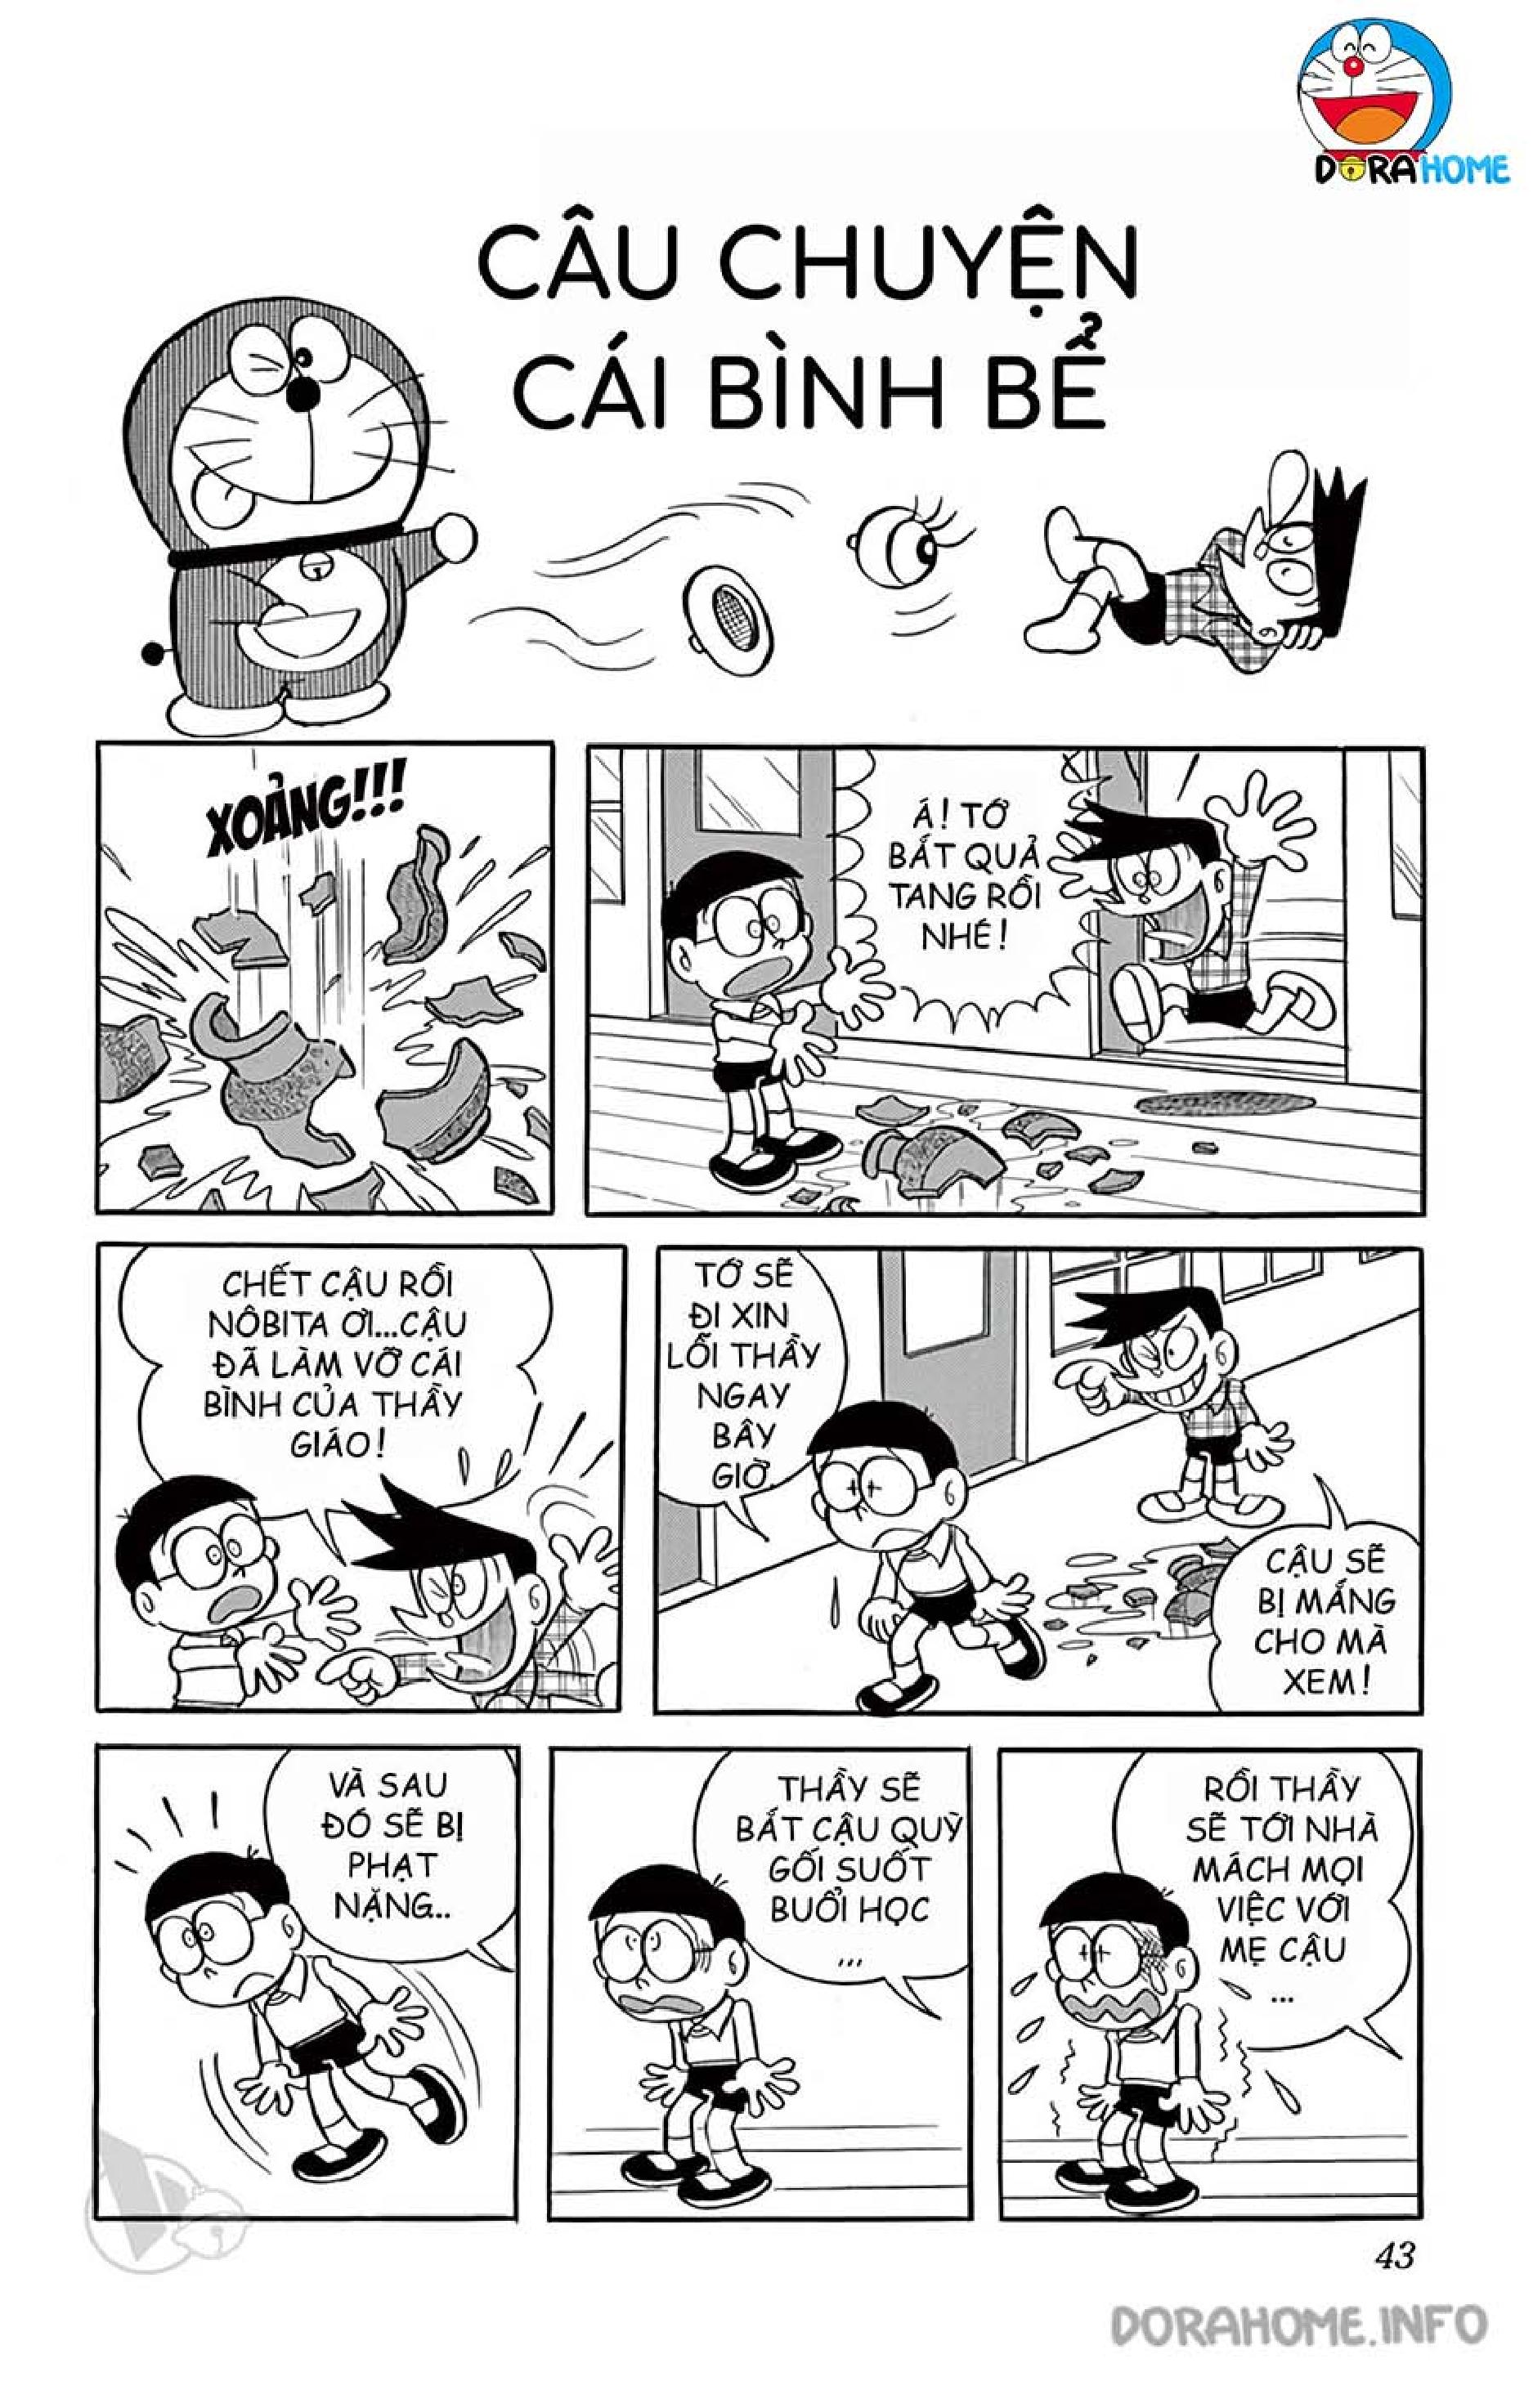 DORAHOME
CÂU CHUYỆN
CÁI BÌNH BỂ
XOẢNG!!!
Á! TỚ
BẮT QUẢ
TANG RỒI
NHÉ!
CHẾT CẬU RỒI
NÔBITA ƠI...CẬU
ĐÃ LÀM VỠ CÁI
BÌNH CỦA THẦY
GIÁO!
TỚ SẼ
ĐI XIN
LỖI THẦY
NGAY
BÂY
GIỜ.
CẬU SẼ
BỊ MẮNG
CHO MÀ
XEM!
VÀ SAU
ĐÓ SẼ BỊ
PHẠT
NẶNG..
THẦY SẼ
BẮT CẬU QUỲ
GỐI SUỐT
BUỔI HỌC
...
RỒI THẦY
SẼ TỚI NHÀ
MÁCH MỌI
VIỆC VỚI
MẸ CẬU
...
43
DORAHOME.INFO